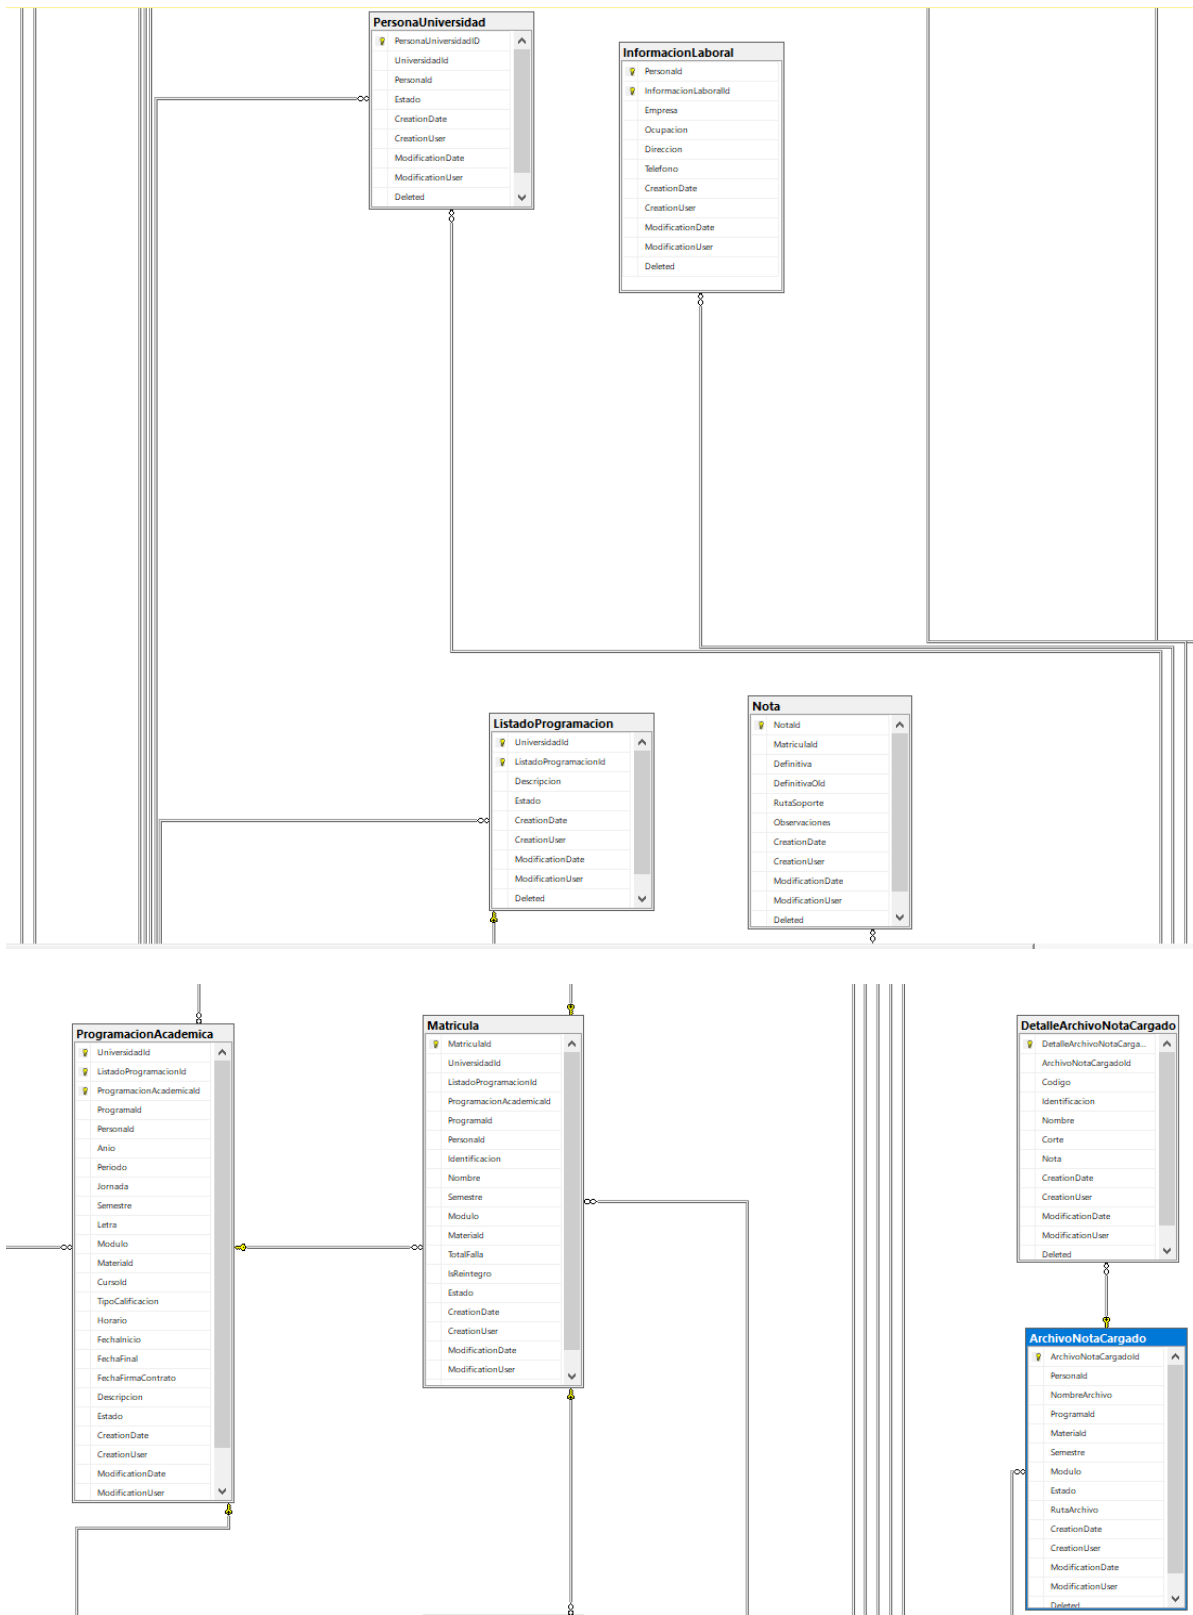 PersonaUniversidad
PersonaUniversidadID
UniversidadId
PersonaId
Estado
CreationDate
CreationUser
ModificationDate
ModificationUser
Deleted
InformacionLaboral
PersonaId
InformacionLaboralId
Empresa
Ocupacion
Direccion
Telefono
CreationDate
CreationUser
ModificationDate
ModificationUser
Deleted
ListadoProgramacion
UniversidadId
ListadoProgramacionId
Descripcion
Estado
CreationDate
CreationUser
ModificationDate
ModificationUser
Deleted
Nota
NotaId
MatriculaId
Definitiva
DefinitivaOld
RutaSoporte
Observaciones
CreationDate
CreationUser
ModificationDate
ModificationUser
Deleted
ProgramacionAcademica
UniversidadId
ListadoProgramacionId
ProgramacionAcademicaId
ProgramaId
PersonaId
Anio
Periodo
Jornada
Semestre
Letra
Modulo
MateriaId
CursoId
TipoCalificacion
Horario
FechaInicio
FechaFinal
FechaFirmaContrato
Descripcion
Estado
CreationDate
CreationUser
ModificationDate
ModificationUser
Matricula
MatriculaId
UniversidadId
ListadoProgramacionId
ProgramacionAcademicaId
ProgramaId
PersonaId
Identificacion
Nombre
Semestre
Modulo
MateriaId
TotalFalla
IsReintegro
Estado
CreationDate
CreationUser
ModificationDate
ModificationUser
DetalleArchivoNotaCargado
DetalleArchivoNotaCarga...
ArchivoNotaCargadoId
Codigo
Identificacion
Nombre
Corte
Nota
CreationDate
CreationUser
ModificationDate
ModificationUser
Deleted
ArchivoNotaCargado
ArchivoNotaCargadoId
PersonaId
NombreArchivo
ProgramaId
MateriaId
Semestre
Modulo
Estado
RutaArchivo
CreationDate
CreationUser
ModificationDate
ModificationUser
Deleted